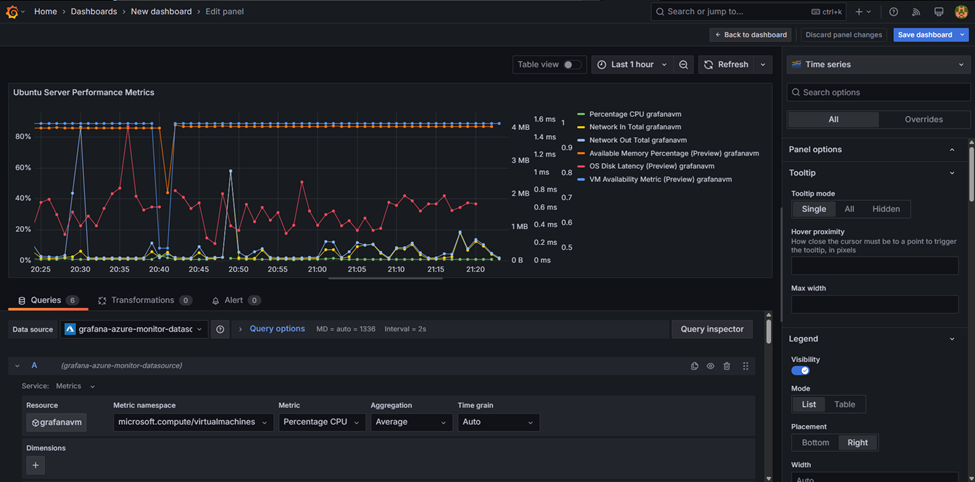 Home › Dashboards › New dashboard › Edit panel
Search or jump to...
ctrl+k
Back to dashboard
Discard panel changes
Save dashboard
Table view
Last 1 hour
Refresh
Time series
Ubuntu Server Performance Metrics
80%
60%
40%
20%
0%
4 MB
3 MB
2 MB
1 MB
0 B
1.6 ms
1.4 ms
1.2 ms
1 ms
0.8 ms
0.6 ms
0.4 ms
0.2 ms
0 ms
1
0.9
0.8
0.7
0.6
0.5
20:25 20:30 20:35 20:40 20:45 20:50 20:55 21:00 21:05 21:10 21:15 21:20
Percentage CPU grafanavm
Network In Total grafanavm
Network Out Total grafanavm
Available Memory Percentage (Preview) grafanavm
OS Disk Latency (Preview) grafanavm
VM Availability Metric (Preview) grafanavm
Queries 6
Transformations 0
Alert 0
Data source
grafana-azure-monitor-datasc
Query options
MD = auto = 1336 Interval = 2s
Query inspector
A
(grafana-azure-monitor-datasource)
Service: Metrics
Resource
grafanavm
Metric namespace
microsoft.compute/virtualmachines
Metric
Percentage CPU
Aggregation
Average
Time grain
Auto
Dimensions
+
Search options
All
Overrides
Panel options
Tooltip
Tooltip mode
Single All Hidden
Hover proximity
How close the cursor must be to a point to trigger
the tooltip, in pixels
Max width
Legend
Visibility
Mode
List Table
Placement
Bottom Right
Width
Auto